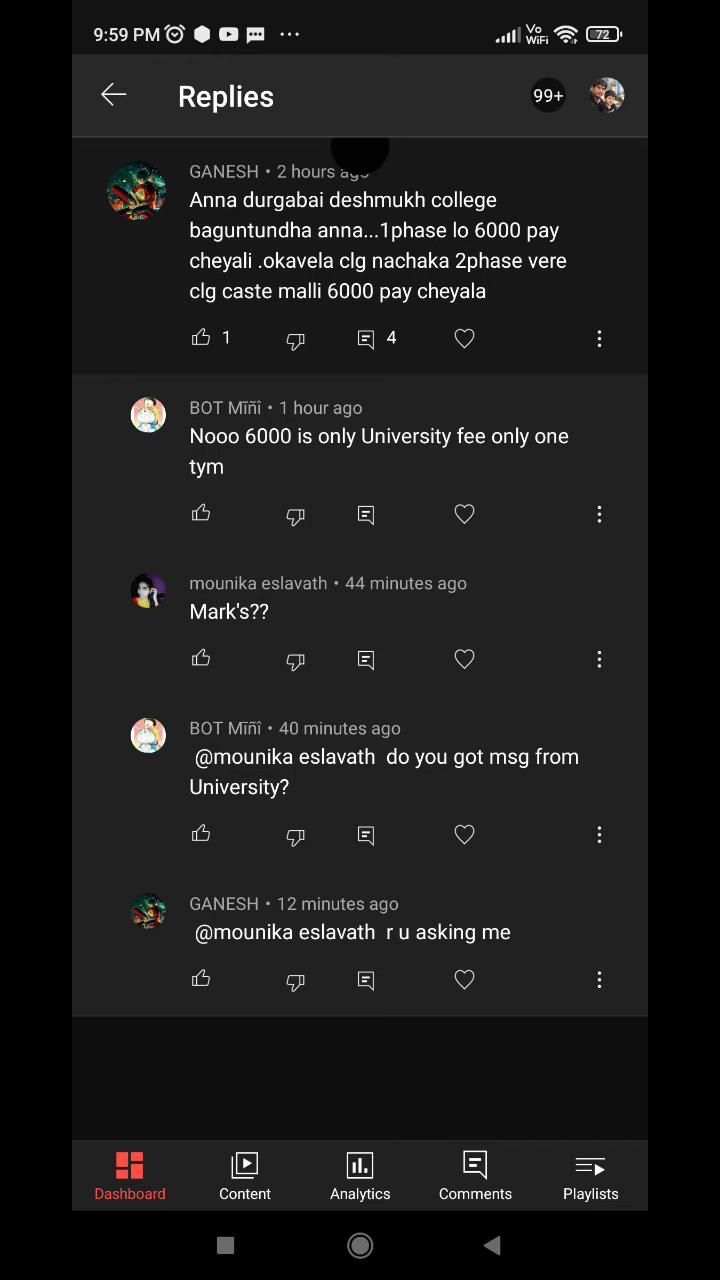 9:59 PM
Vo
WiFi
72
Replies
99+
GANESH • 2 hours ago
Anna durgabai deshmukh college
baguntundha anna...1phase lo 6000 pay
cheyali .okavela clg nachaka 2phase vere
clg caste malli 6000 pay cheyala
1
4
BOT Mïñî • 1 hour ago
Nooo 6000 is only University fee only one
tym
mounika eslavath • 44 minutes ago
Mark's??
BOT Mïñî • 40 minutes ago
@mounika eslavath do you got msg from
University?
GANESH • 12 minutes ago
@mounika eslavath r u asking me
Dashboard
Content
Analytics
Comments
Playlists